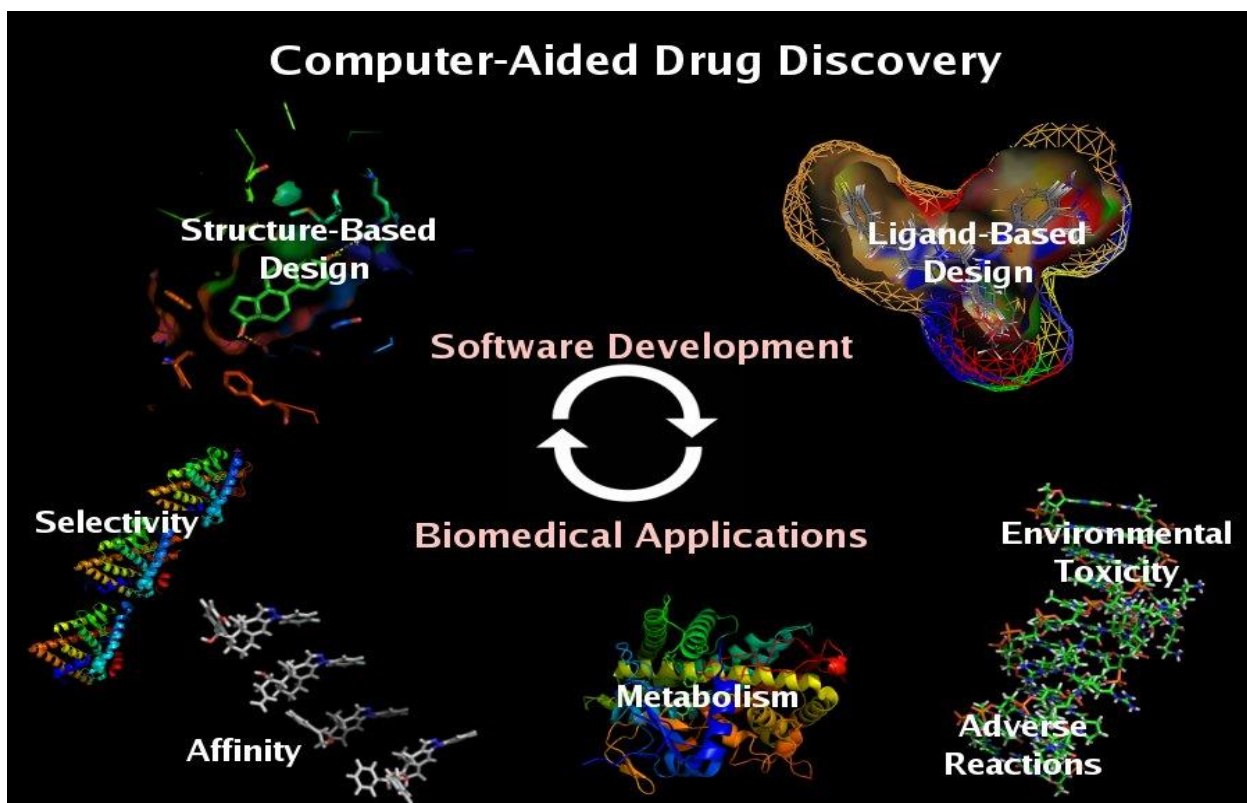 Computer-Aided Drug Discovery
Structure-Based
Design
Ligand-Based
Design
Software Development
Biomedical Applications
Selectivity
Environmental
Toxicity
Affinity
Metabolism
Adverse
Reactions